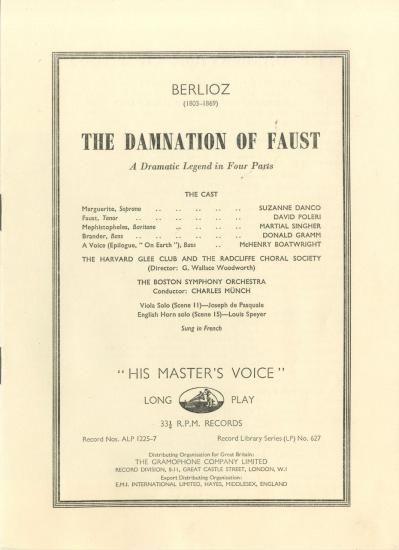 BERLIOZ
(1803–1869)
THE DAMNATION OF FAUST
A Dramatic Legend in Four Parts
THE CAST
Marguerite, Soprano .. .. .. .. .. SUZANNE DANCO
Faust, Tenor .. .. .. .. .. .. DAVID POLERI
Mephistopheles, Baritone .. .. .. .. MARTIAL SINGHER
Brander, Bass .. .. .. .. .. .. DONALD GRAMM
A Voice (Epilogue, "On Earth"), Bass .. McHENRY BOATWRIGHT
THE HARVARD GLEE CLUB AND THE RADCLIFFE CHORAL SOCIETY
(Director: G. Wallace Woodworth)
THE BOSTON SYMPHONY ORCHESTRA
Conductor: CHARLES MÜNCH
Viola Solo (Scene 11)—Joseph de Pasquale
English Horn solo (Scene 15)—Louis Speyer
Sung in French
"HIS MASTER'S VOICE"
LONG PLAY
33⅓ R.P.M. RECORDS
Record Nos. ALP 1225–7 Record Library Series (LP) No. 627
Distributing Organisation for Great Britain:
THE GRAMOPHONE COMPANY LIMITED
RECORD DIVISION, 8-11, GREAT CASTLE STREET, LONDON, W.1
Export Distributing Organisation:
E.M.I. INTERNATIONAL LIMITED, HAYES, MIDDLESEX, ENGLAND